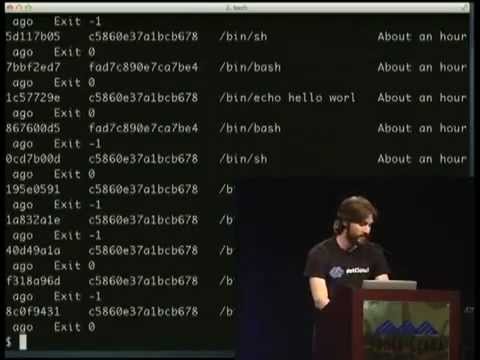 2. bash
ago Exit -1
5d117b05 c5860e37a1bcb678 /bin/sh About an hour
ago Exit 0
7bbf2ed7 fad7c890e7ca7be4 /bin/bash About an hour
ago Exit 0
1c57729e c5860e37a1bcb678 /bin/echo hello worl About an hour
ago Exit 0
867600d5 fad7c890e7ca7be4 /bin/bash About an hour
ago Exit -1
0cd7b00d c5860e37a1bcb678 /bin/sh About an hour
ago Exit 0
195e0591 c5860e37a1bcb678
ago Exit -1
1a832a1e c5860e37a1bcb678
ago Exit -1
40d49a1a c5860e37a1bcb678
ago Exit 0
f318a96d c5860e37a1bcb678
ago Exit -1
8c0f9431 c5860e37a1bcb678
ago Exit 0
$
dotCloud